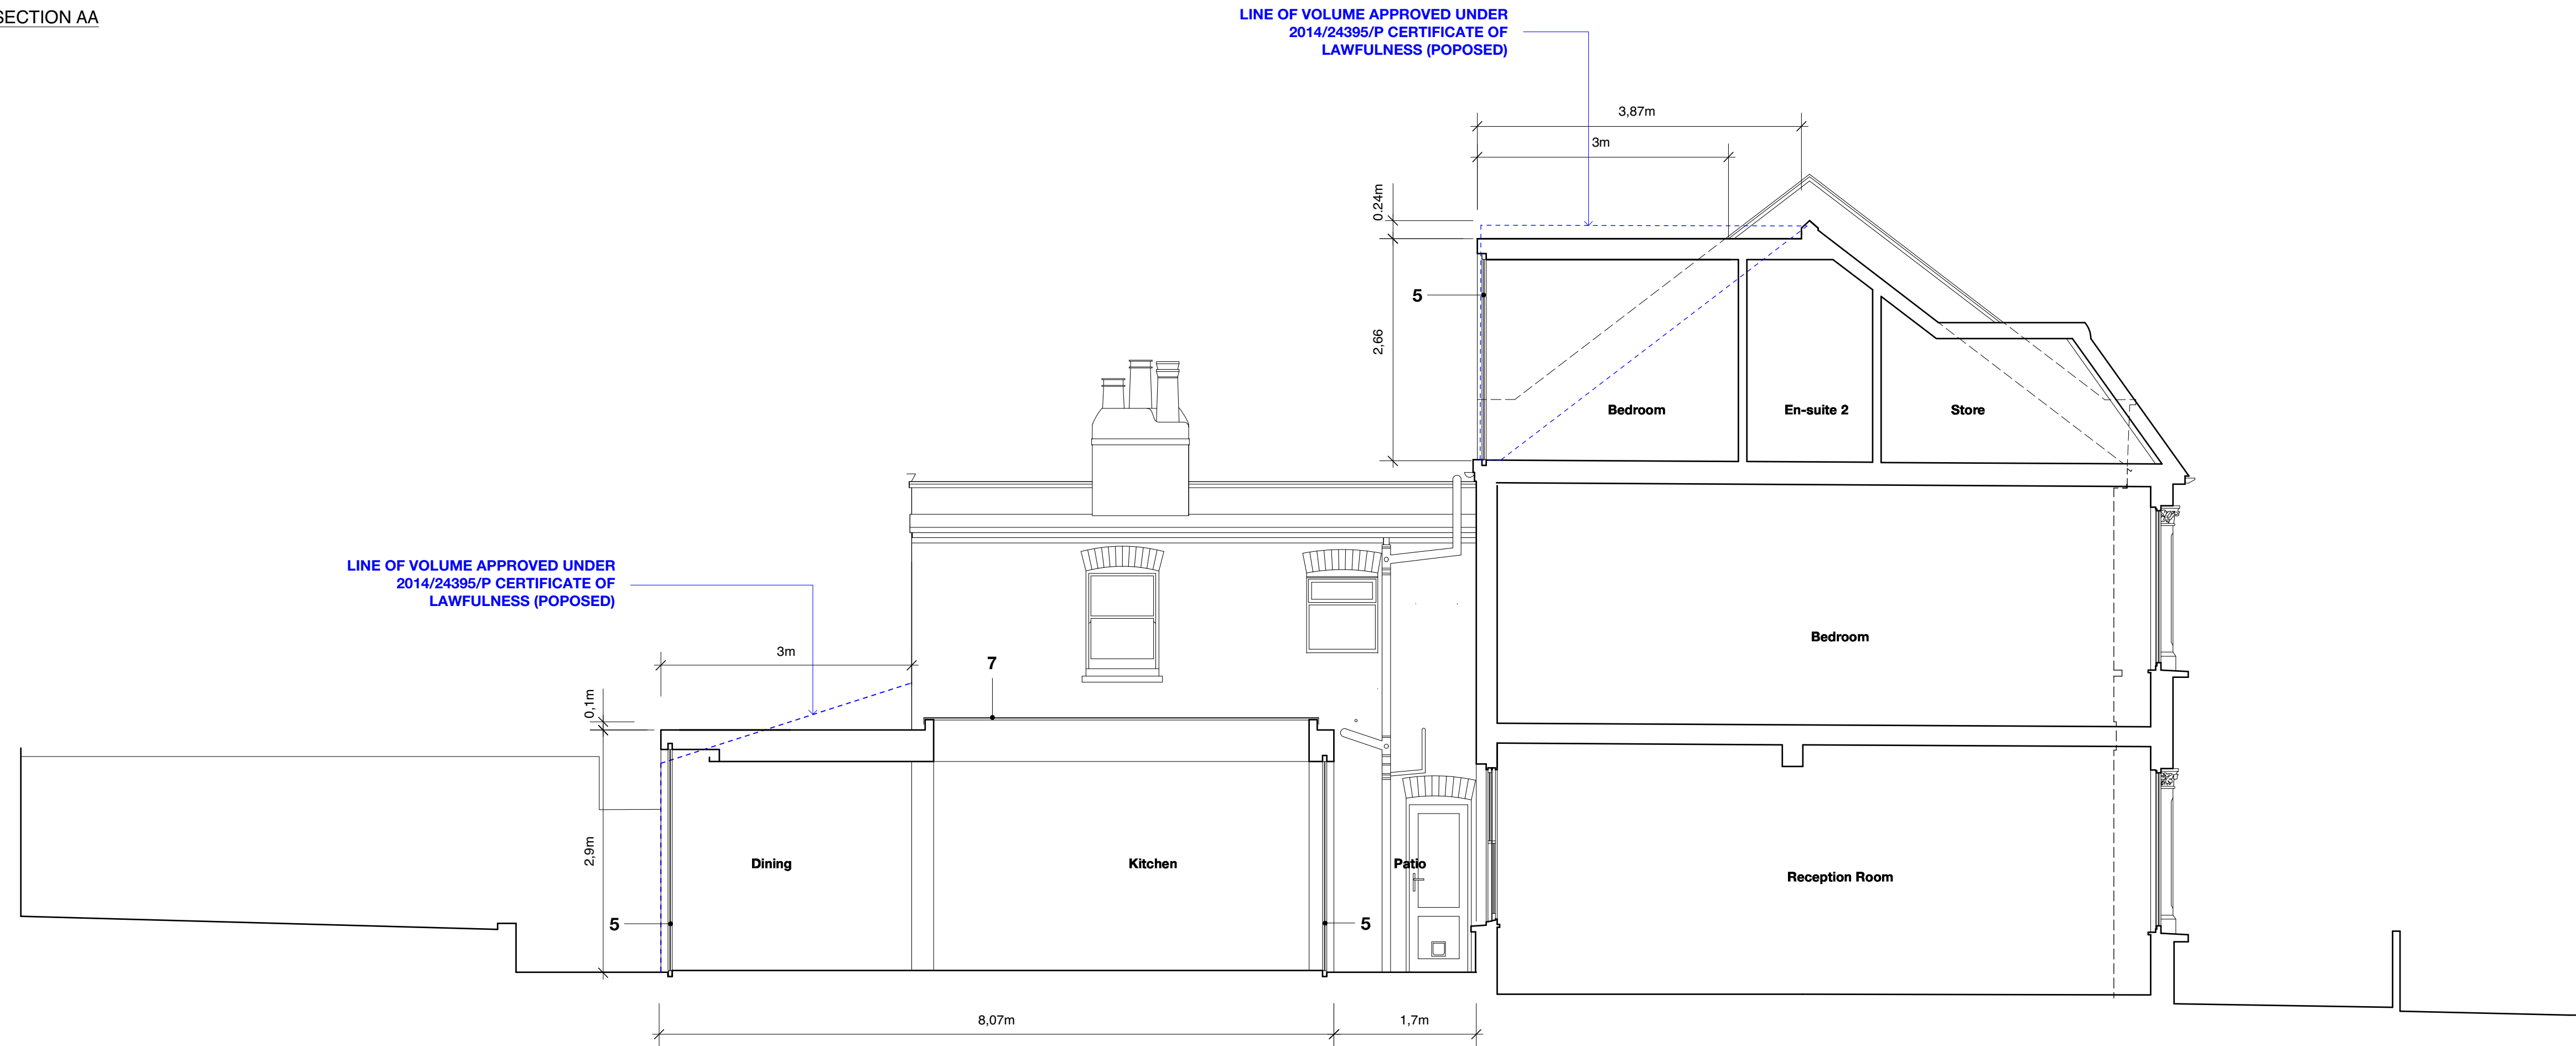 SECTION AA
LINE OF VOLUME APPROVED UNDER
2014/24395/P CERTIFICATE OF
LAWFULNESS (POPOSED)
3,87m
3m
0.24m
5
2,66
Bedroom
En-suite 2
Store
LINE OF VOLUME APPROVED UNDER
2014/24395/P CERTIFICATE OF
LAWFULNESS (POPOSED)
3m
7
Bedroom
0,1m
2,9m
Dining
Kitchen
Patio
Reception Room
5
5
8,07m
1,7m